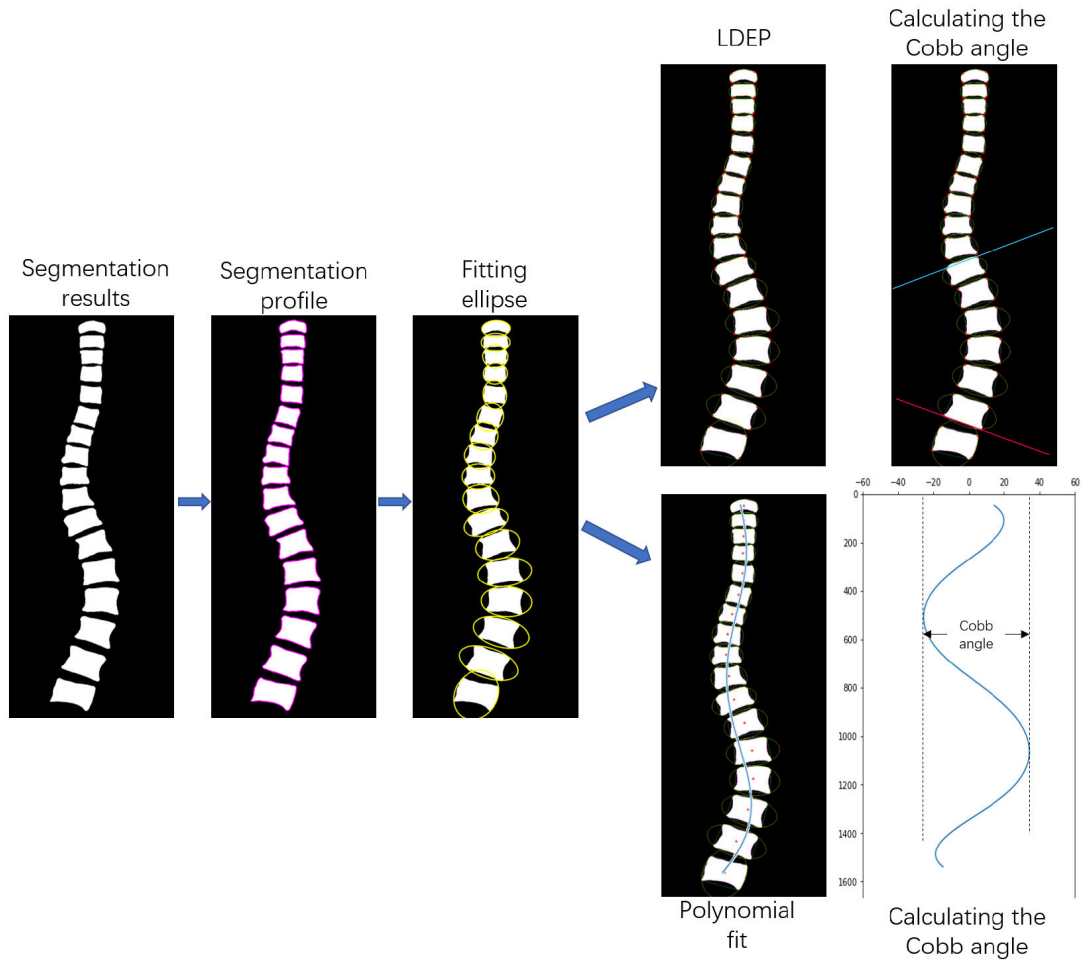 Segmentation
results
Segmentation
profile
Fitting
ellipse
LDEP
Calculating the
Cobb angle
−60 −40 −20 0 20 40 60
0
200
400
600
800
1000
1200
1400
1600
Cobb
angle
Polynomial
fit
Calculating the
Cobb angle